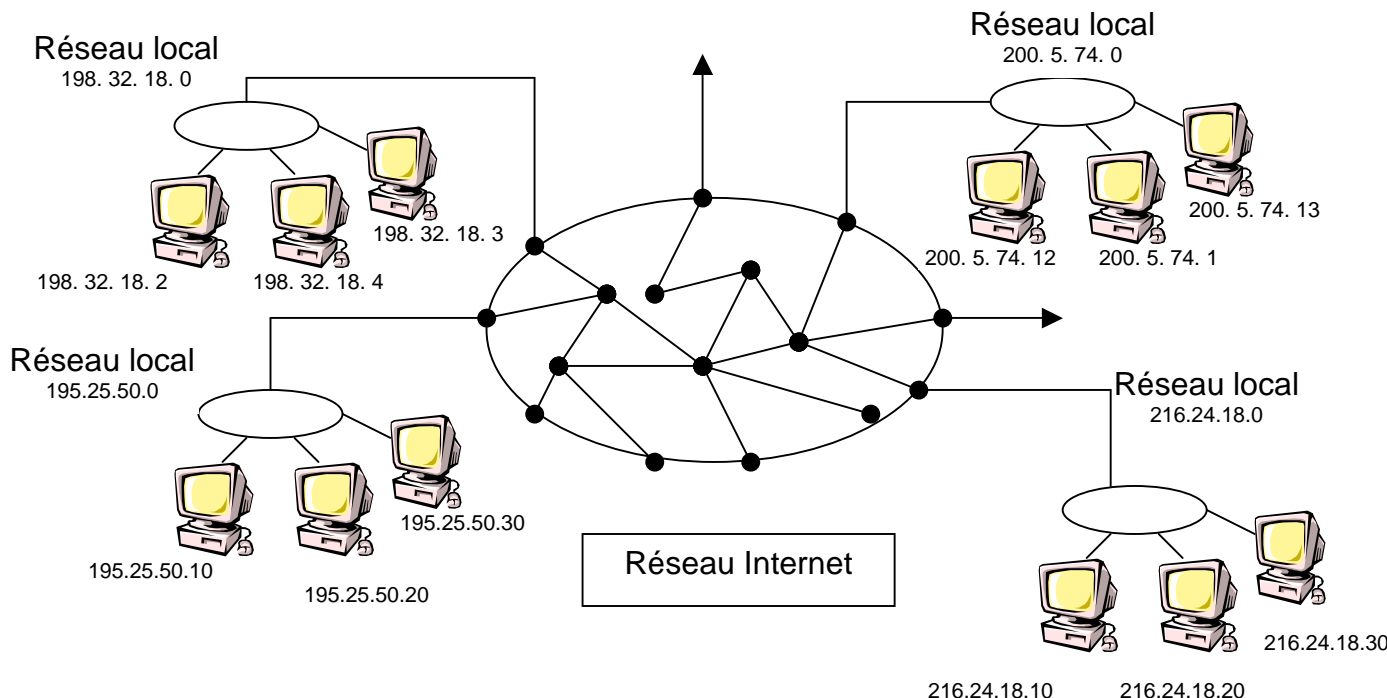 Réseau local
198. 32. 18. 0
198. 32. 18. 3
198. 32. 18. 2
198. 32. 18. 4
Réseau local
200. 5. 74. 0
200. 5. 74. 13
200. 5. 74. 12
200. 5. 74. 1
Réseau local
195.25.50.0
195.25.50.30
195.25.50.10
195.25.50.20
Réseau Internet
Réseau local
216.24.18.0
216.24.18.30
216.24.18.10
216.24.18.20